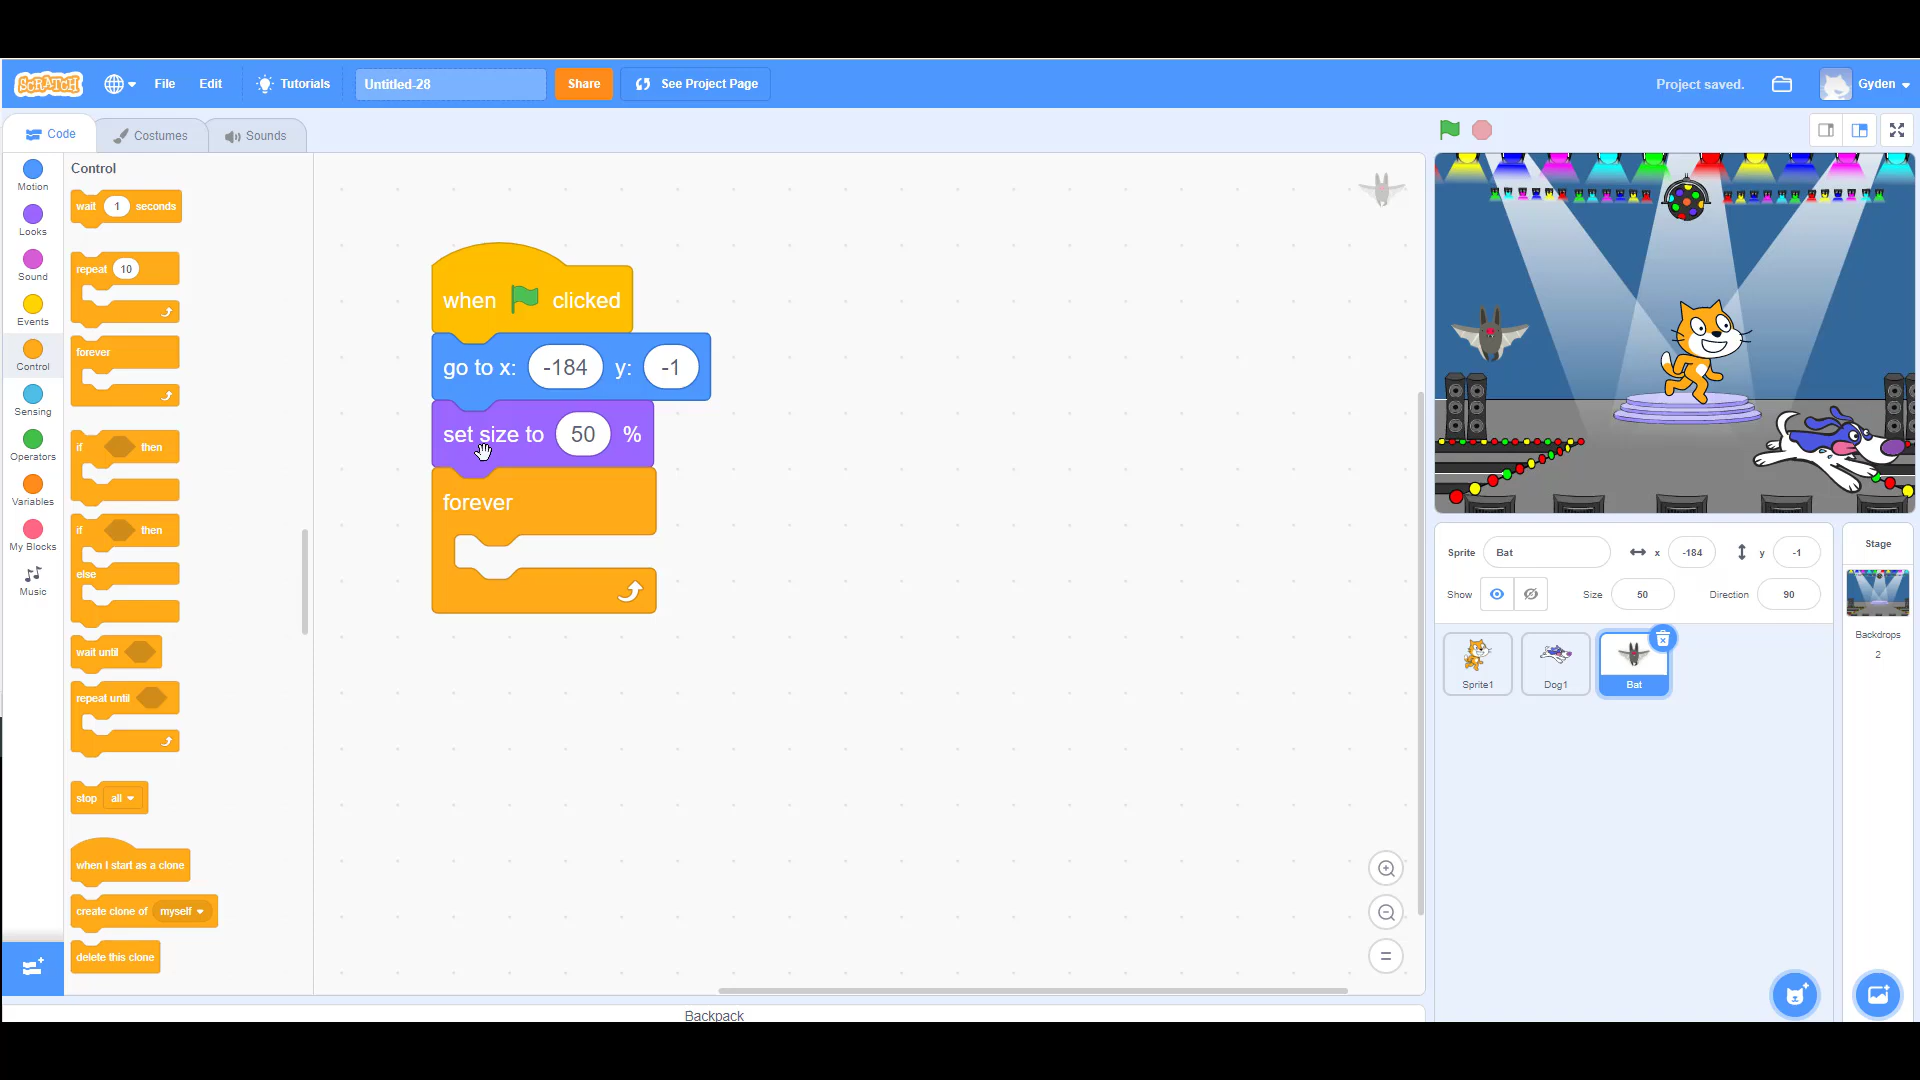 SCRATCH File Edit Tutorials Untitled-28 Share See Project Page Project saved. Gyden
Code Costumes Sounds
Motion
Looks
Sound
Events
Control
Sensing
Operators
Variables
My Blocks
Music
Control
wait 1 seconds
repeat 10
forever
if then
if then
else
wait until
repeat until
stop all
when I start as a clone
create clone of myself
delete this clone
when clicked
go to x: -184 y: -1
set size to 50 %
forever
Backpack
Sprite Bat x -184 y -1
Show Size 50 Direction 90
Sprite1
Dog1
Bat
Stage
Backdrops
2